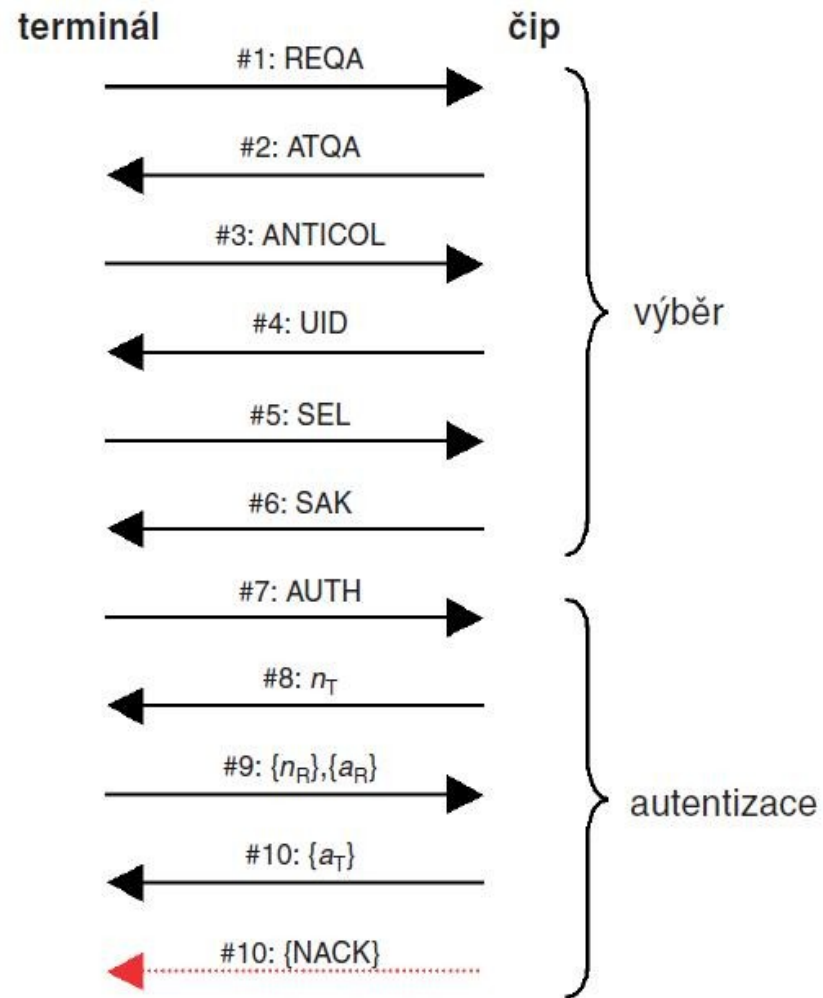 terminál
čip
#1: REQA
#2: ATQA
#3: ANTICOL
#4: UID
#5: SEL
#6: SAK
výběr
#7: AUTH
#8: nT
#9: {nR},{aR}
#10: {aT}
#10: {NACK}
autentizace